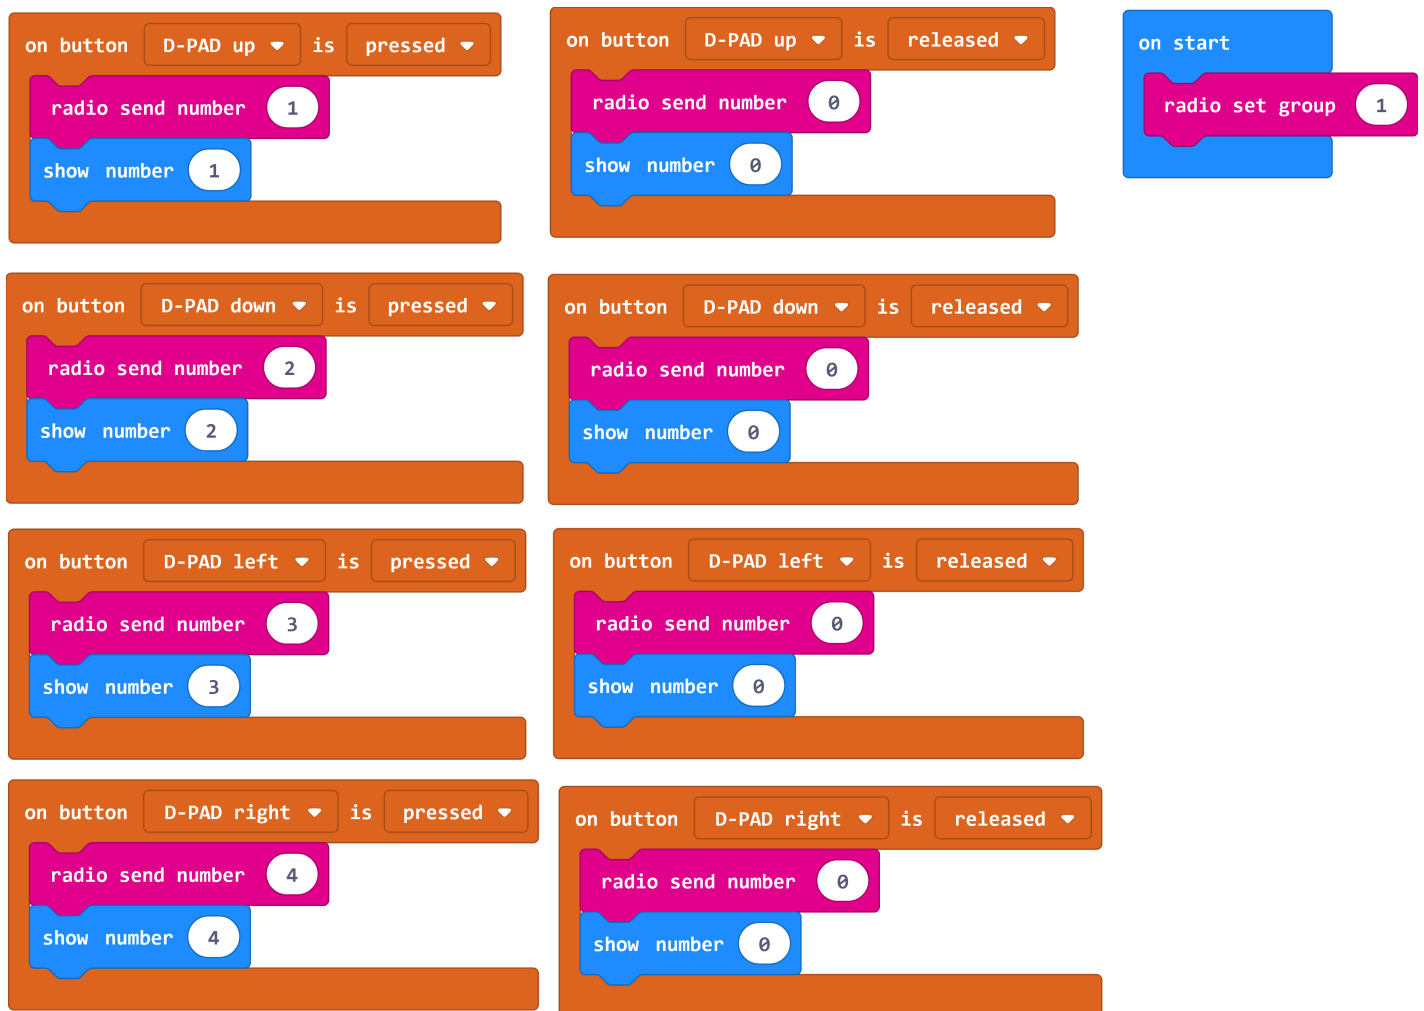 on button D-PAD up is pressed
radio send number 1
show number 1
on button D-PAD up is released
radio send number 0
show number 0
on start
radio set group 1
on button D-PAD down is pressed
radio send number 2
show number 2
on button D-PAD down is released
radio send number 0
show number 0
on button D-PAD left is pressed
radio send number 3
show number 3
on button D-PAD left is released
radio send number 0
show number 0
on button D-PAD right is pressed
radio send number 4
show number 4
on button D-PAD right is released
radio send number 0
show number 0